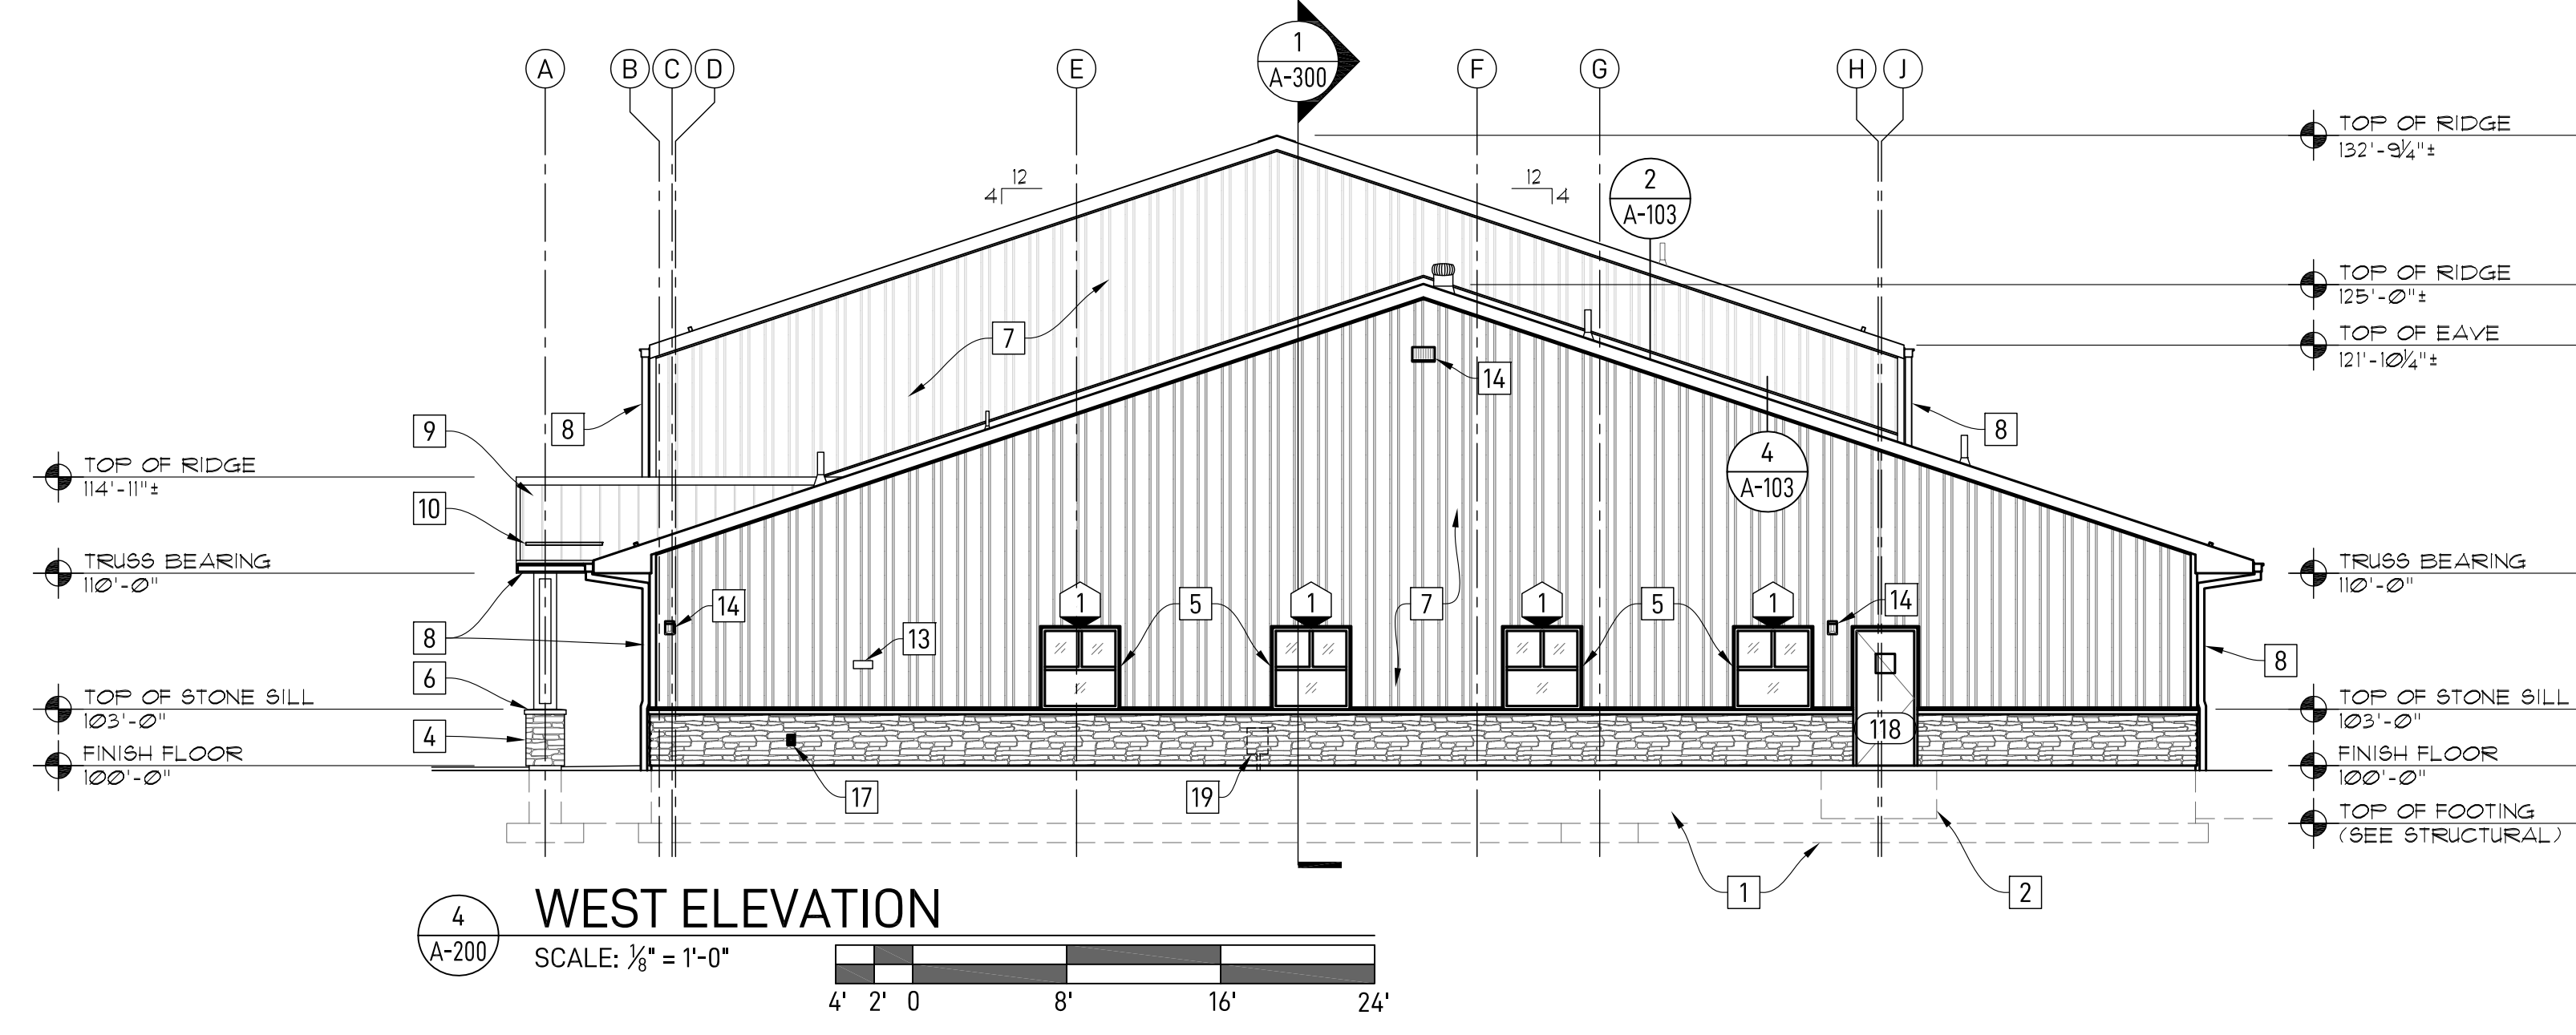 A B C D E 1 F G H J
A-300
TOP OF RIDGE
132'-9¼"±
12 12 2
4 4 A-103
TOP OF RIDGE
125'-0"±
TOP OF EAVE
121'-10¼"±
7
14
9 8 8
4
A-103
TOP OF RIDGE
114'-11"±
10
TRUSS BEARING
110'-0"
TRUSS BEARING
110'-0"
14 1 5 1 7 1 5 1 14
8 13 8
6
TOP OF STONE SILL
103'-0"
TOP OF STONE SILL
103'-0"
4 118
FINISH FLOOR
100'-0"
FINISH FLOOR
100'-0"
17 19
TOP OF FOOTING
(SEE STRUCTURAL)
1 2
4
A-200
WEST ELEVATION
SCALE: ⅛" = 1'-0"
4' 2' 0 8' 16' 24'